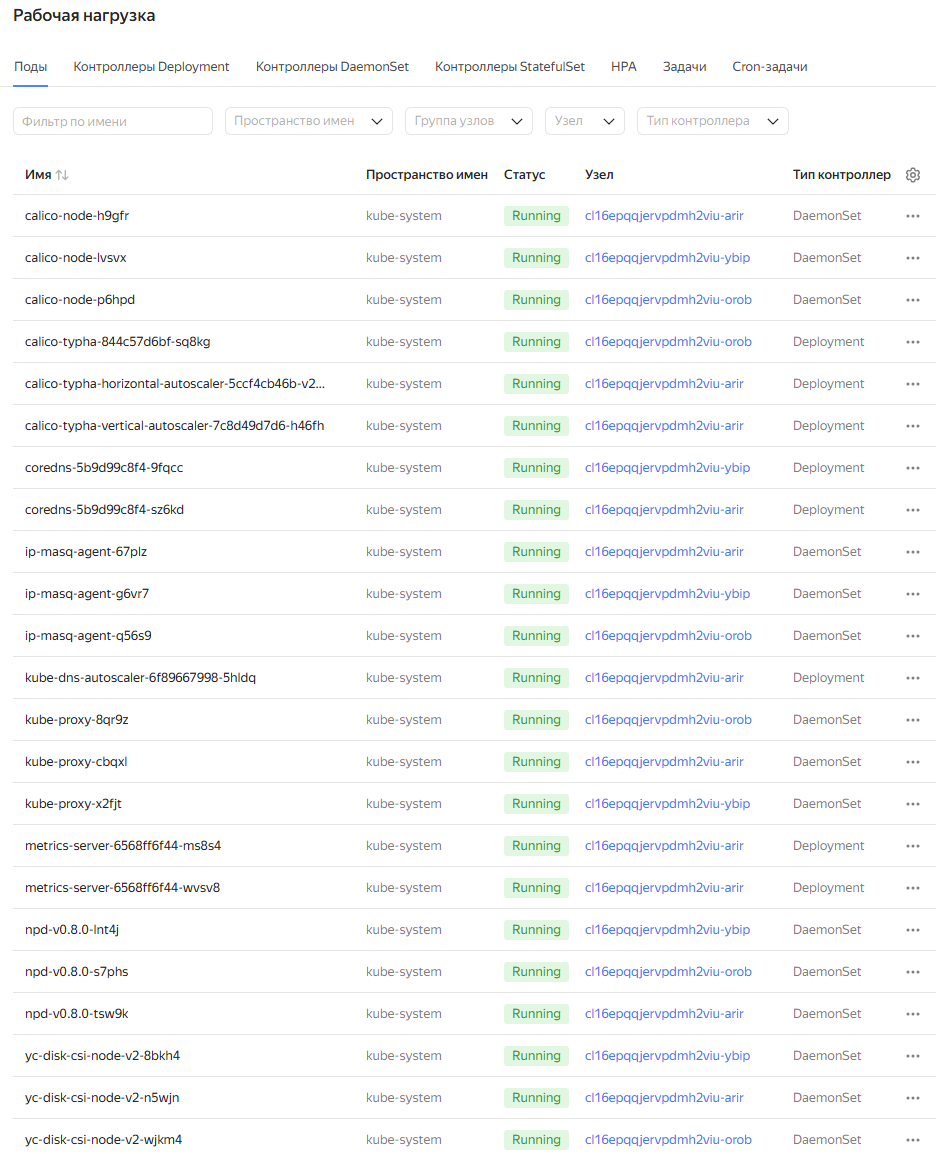 Рабочая нагрузка
Поды Контроллеры Deployment Контроллеры DaemonSet Контроллеры StatefulSet HPA Задачи Cron-задачи
Фильтр по имени Пространство имен Группа узлов Узел Тип контроллера
Имя Пространство имен Статус Узел Тип контроллер
calico-node-h9gfr kube-system Running cl16epqqjervpdmh2viu-arir DaemonSet
calico-node-lvsvx kube-system Running cl16epqqjervpdmh2viu-ybip DaemonSet
calico-node-p6hpd kube-system Running cl16epqqjervpdmh2viu-orob DaemonSet
calico-typha-844c57d6bf-sq8kg kube-system Running cl16epqqjervpdmh2viu-orob Deployment
calico-typha-horizontal-autoscaler-5ccf4cb46b-v2... kube-system Running cl16epqqjervpdmh2viu-arir Deployment
calico-typha-vertical-autoscaler-7c8d49d7d6-h46fh kube-system Running cl16epqqjervpdmh2viu-arir Deployment
coredns-5b9d99c8f4-9fqcc kube-system Running cl16epqqjervpdmh2viu-ybip Deployment
coredns-5b9d99c8f4-sz6kd kube-system Running cl16epqqjervpdmh2viu-arir Deployment
ip-masq-agent-67plz kube-system Running cl16epqqjervpdmh2viu-arir DaemonSet
ip-masq-agent-g6vr7 kube-system Running cl16epqqjervpdmh2viu-ybip DaemonSet
ip-masq-agent-q56s9 kube-system Running cl16epqqjervpdmh2viu-orob DaemonSet
kube-dns-autoscaler-6f89667998-5hldq kube-system Running cl16epqqjervpdmh2viu-arir Deployment
kube-proxy-8qr9z kube-system Running cl16epqqjervpdmh2viu-orob DaemonSet
kube-proxy-cbqxl kube-system Running cl16epqqjervpdmh2viu-arir DaemonSet
kube-proxy-x2fjt kube-system Running cl16epqqjervpdmh2viu-ybip DaemonSet
metrics-server-6568ff6f44-ms8s4 kube-system Running cl16epqqjervpdmh2viu-arir Deployment
metrics-server-6568ff6f44-wvsv8 kube-system Running cl16epqqjervpdmh2viu-arir Deployment
npd-v0.8.0-lnt4j kube-system Running cl16epqqjervpdmh2viu-ybip DaemonSet
npd-v0.8.0-s7phs kube-system Running cl16epqqjervpdmh2viu-orob DaemonSet
npd-v0.8.0-tsw9k kube-system Running cl16epqqjervpdmh2viu-arir DaemonSet
yc-disk-csi-node-v2-8bkh4 kube-system Running cl16epqqjervpdmh2viu-ybip DaemonSet
yc-disk-csi-node-v2-n5wjn kube-system Running cl16epqqjervpdmh2viu-arir DaemonSet
yc-disk-csi-node-v2-wjkm4 kube-system Running cl16epqqjervpdmh2viu-orob DaemonSet